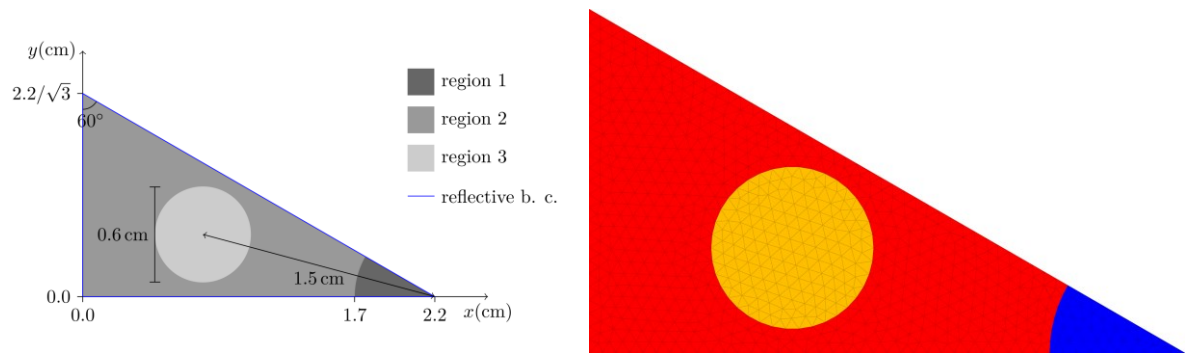 y(cm)
2.2/√3
60°
region 1
region 2
region 3
reflective b. c.
0.6 cm
1.5 cm
0.0
0.0
1.7
2.2
x(cm)